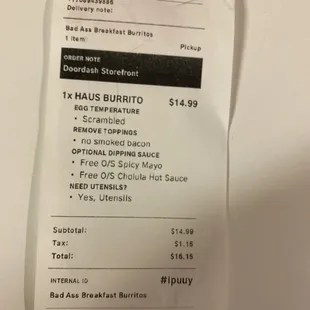 Delivery note:
Bad Ass Breakfast Burritos
1 Item
Pickup
ORDER NOTE
Doordash Storefront
1x HAUS BURRITO $14.99
EGG TEMPERATURE
• Scrambled
REMOVE TOPPINGS
• no smoked bacon
OPTIONAL DIPPING SAUCE
• Free O/S Spicy Mayo
• Free O/S Cholula Hot Sauce
NEED UTENSILS?
• Yes, Utensils
Subtotal: $14.99
Tax: $1.16
Total: $16.15
INTERNAL ID #ipuuy
Bad Ass Breakfast Burritos